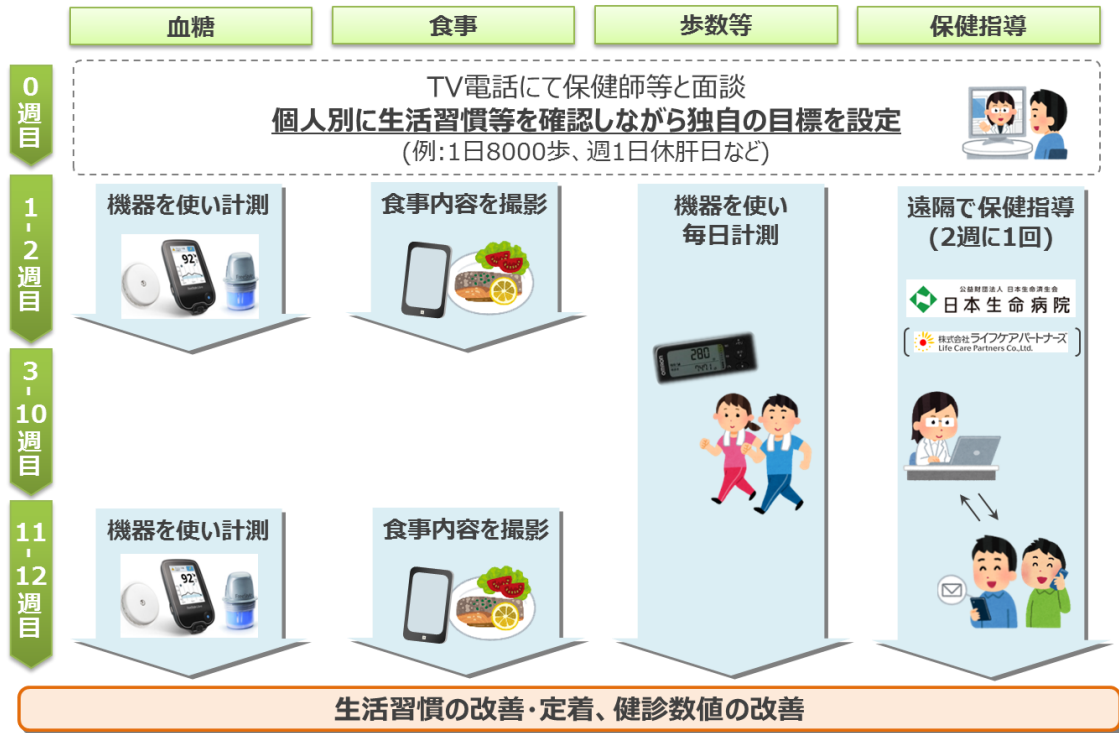 血糖
食事
歩数等
保健指導
0週目
TV電話にて保健師等と面談
個人別に生活習慣等を確認しながら独自の目標を設定
(例:1日8000歩、週1日休肝日など)
1-2週目
機器を使い計測
92
食事内容を撮影
機器を使い
毎日計測
遠隔で保健指導
(2週に1回)
公益財団法人 日本生命済生会
日本生命病院
株式会社ライフケアパートナーズ
Life Care Partners Co.,Ltd.
280
3-10週目
11-12週目
機器を使い計測
92
食事内容を撮影
生活習慣の改善・定着、健診数値の改善